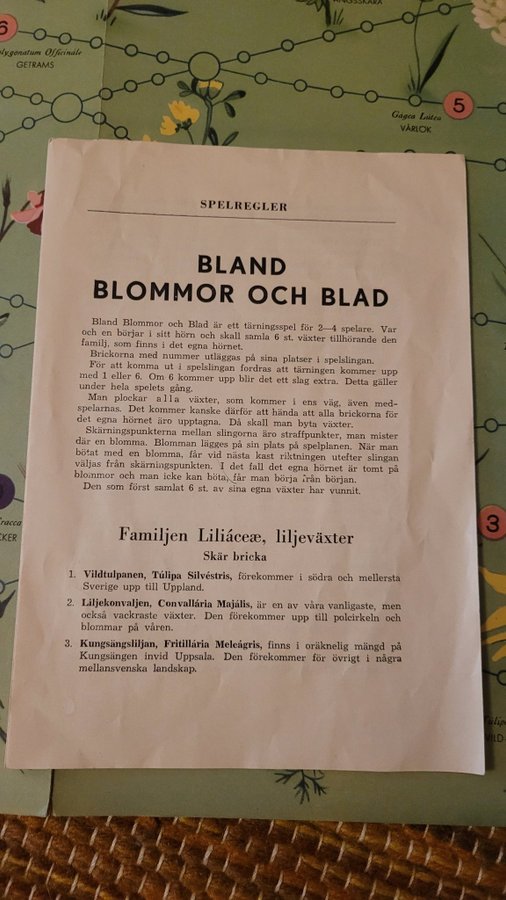 6
Polygonatum Officinale
GETRAMS
ÄNGSSKÄRA
5
Gagea Lútea
VÅRLÖK
SPELREGLER
BLAND
BLOMMOR OCH BLAD
Bland Blommor och Blad är ett tärningsspel för 2—4 spelare. Var
och en börjar i sitt hörn och skall samla 6 st. växter tillhörande den
familj, som finns i det egna hörnet.
Brickorna med nummer utläggas på sina platser i spelslingan.
För att komma ut i spelslingan fordras att tärningen kommer upp
med 1 eller 6. Om 6 kommer upp blir det ett slag extra. Detta gäller
under hela spelets gång.
Man plockar alla växter, som kommer i ens väg, även med-
spelarnas. Det kommer kanske därför att hända att alla brickorna för
det egna hörnet äro upptagna. Då skall man byta växter.
Skärningspunkterna mellan slingorna äro straffpunkter, man mister
där en blomma. Blomman lägges på sin plats på spelplanen. När man
bötat med en blomma, får vid nästa kast riktningen utefter slingan
väljas från skärningspunkten. I det fall det egna hörnet är tomt på
blommor och man icke kan böta, får man börja från början.
Den som först samlat 6 st. av sina egna växter har vunnit.
Familjen Liliáceæ, liljeväxter
Skär bricka
1. Vildtulpanen, Túlipa Silvéstris, förekommer i södra och mellersta
Sverige upp till Uppland.
2. Liljekonvaljen, Convallária Majális, är en av våra vanligaste, men
också vackraste växter. Den förekommer upp till polcirkeln och
blommar på våren.
3. Kungsängsliljan, Fritillária Meleágris, finns i oräknelig mängd på
Kungsängen invid Uppsala. Den förekommer för övrigt i några
mellansvenska landskap.
3